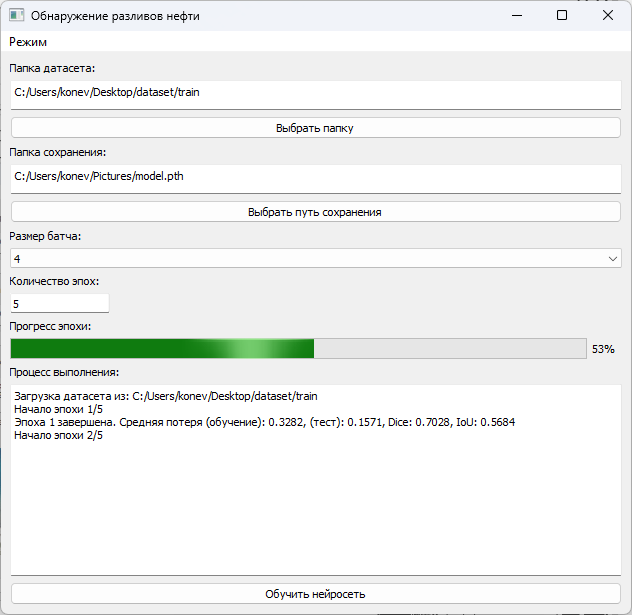 Обнаружение разливов нефти
Режим
Папка датасета:
C:/Users/konev/Desktop/dataset/train
Выбрать папку
Папка сохранения:
C:/Users/konev/Pictures/model.pth
Выбрать путь сохранения
Размер батча:
4
Количество эпох:
5
Прогресс эпохи:
53%
Процесс выполнения:
Загрузка датасета из: C:/Users/konev/Desktop/dataset/train
Начало эпохи 1/5
Эпоха 1 завершена. Средняя потеря (обучение): 0.3282, (тест): 0.1571, Dice: 0.7028, IoU: 0.5684
Начало эпохи 2/5
Обучить нейросеть